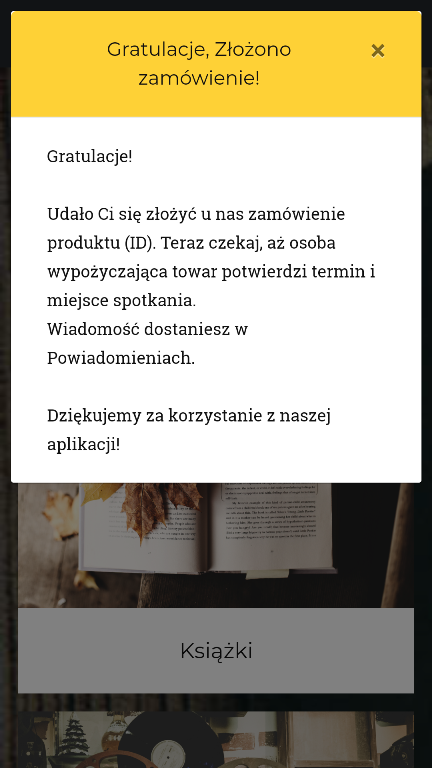 Gratulacje, Złożono
zamówienie!
×
Gratulacje!
Udało Ci się złożyć u nas zamówienie
produktu (ID). Teraz czekaj, aż osoba
wypożyczająca towar potwierdzi termin i
miejsce spotkania.
Wiadomość dostaniesz w
Powiadomieniach.
Dziękujemy za korzystanie z naszej
aplikacji!
Książki